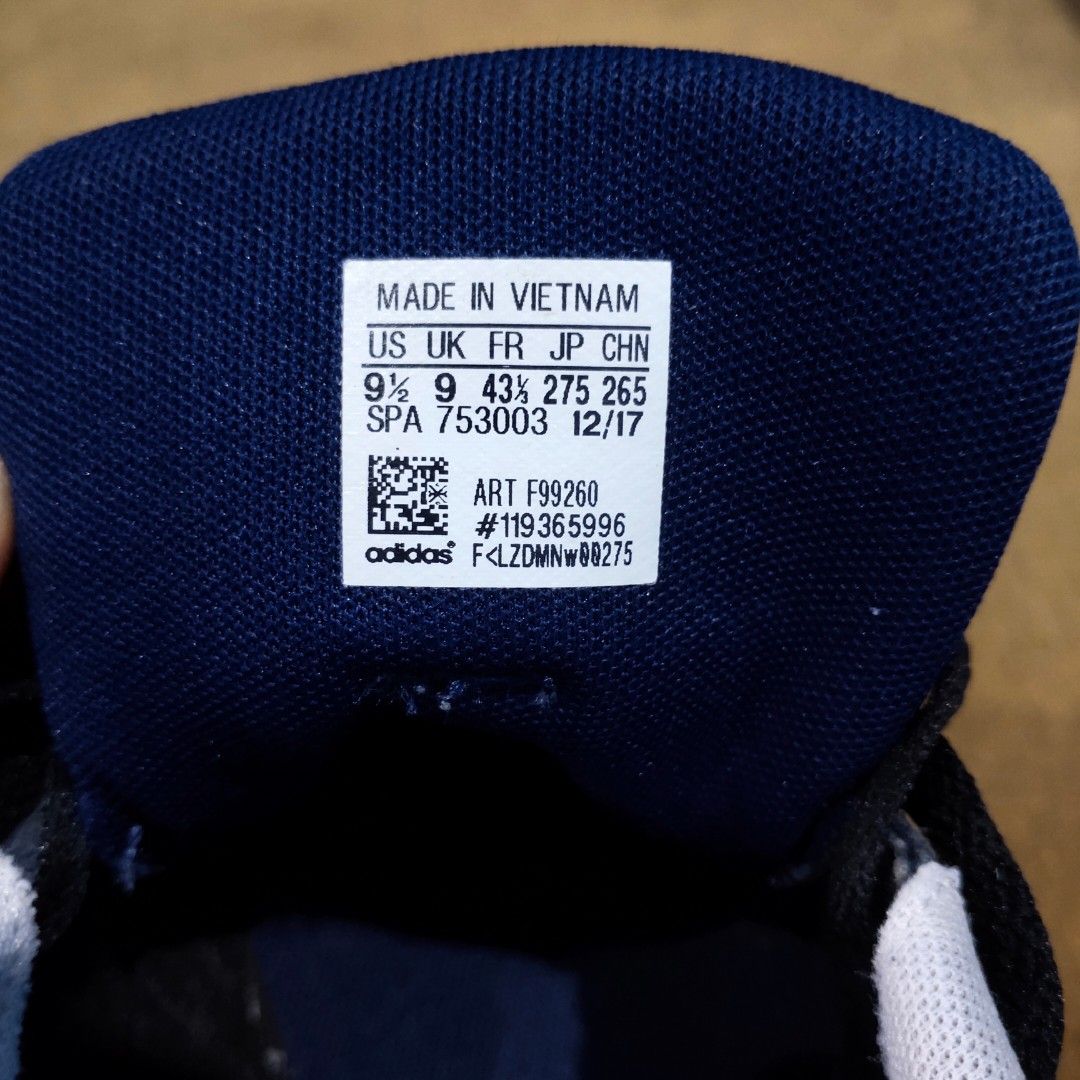 MADE IN VIETNAM
US UK FR JP CHN
9½ 9 43⅓ 275 265
SPA 753003 12/17
ART F99260
#119365996
adidas® F<LZDMNw00275